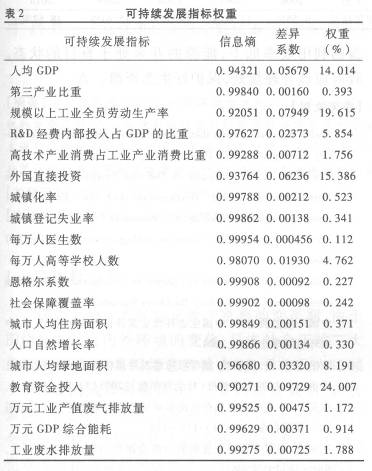 表 2 可持续发展指标权重
可持续发展指标 信息熵 差异系数 权重(%)
人均 GDP 0.94321 0.05679 14.014
第三产业比重 0.99840 0.00160 0.393
规模以上工业全员劳动生产率 0.92051 0.07949 19.615
R&D 经费内部投入占 GDP 的比重 0.97627 0.02373 5.854
高技术产业消费占工业产业消费比重 0.99288 0.00712 1.756
外国直接投资 0.93764 0.06236 15.386
城镇化率 0.99788 0.00212 0.523
城镇登记失业率 0.99862 0.00138 0.341
每万人医生数 0.99954 0.000456 0.112
每万人高等学校人数 0.98070 0.01930 4.762
恩格尔系数 0.99908 0.00092 0.227
社会保障覆盖率 0.99902 0.00098 0.242
城市人均住房面积 0.99849 0.00151 0.371
人口自然增长率 0.99866 0.00134 0.330
城市人均绿地面积 0.96680 0.03320 8.191
教育资金投入 0.90271 0.09729 24.007
万元工业产值废气排放量 0.99525 0.00475 1.172
万元 GDP 综合能耗 0.99629 0.00371 0.914
工业废水排放量 0.99275 0.00725 1.788